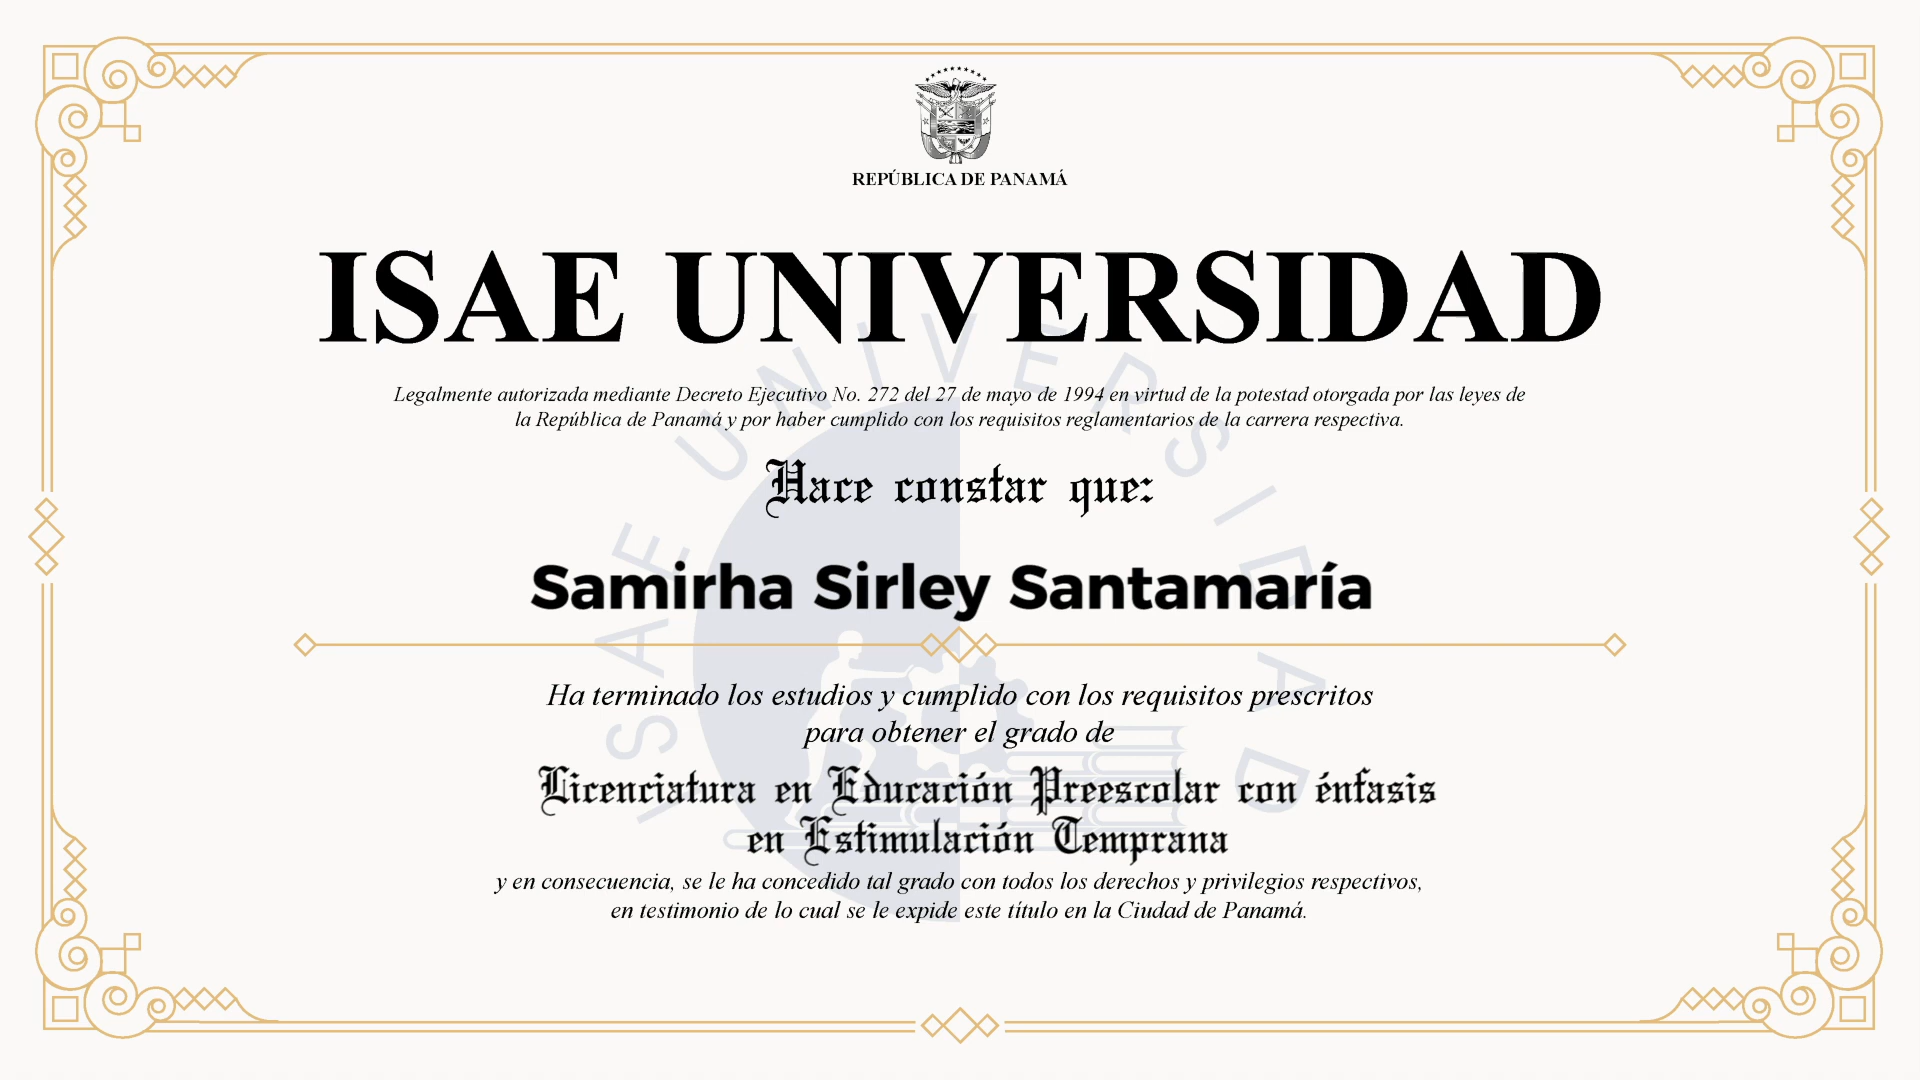 REPÚBLICA DE PANAMÁ
ISAE UNIVERSIDAD
Legalmente autorizada mediante Decreto Ejecutivo No. 272 del 27 de mayo de 1994 en virtud de la potestad otorgada por las leyes de
la República de Panamá y por haber cumplido con los requisitos reglamentarios de la carrera respectiva.
Hace constar que:
Samirha Sirley Santamaría
Ha terminado los estudios y cumplido con los requisitos prescritos
para obtener el grado de
Licenciatura en Educación Preescolar con énfasis
en Estimulación Temprana
y en consecuencia, se le ha concedido tal grado con todos los derechos y privilegios respectivos,
en testimonio de lo cual se le expide este título en la Ciudad de Panamá.
ISAE UNIVERSIDAD